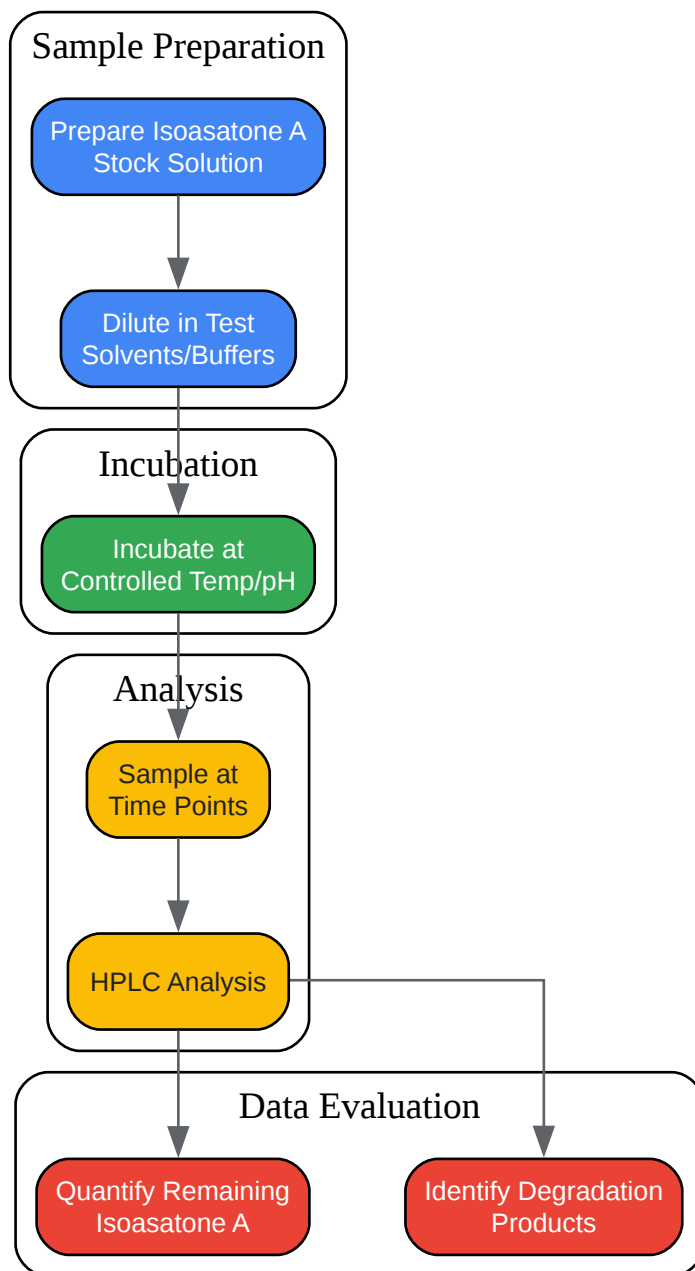 Sample Preparation
Prepare Isoasatone A
Stock Solution
Dilute in Test
Solvents/Buffers
Incubation
Incubate at
Controlled Temp/pH
Analysis
Sample at
Time Points
HPLC Analysis
Data Evaluation
Quantify Remaining
Isoasatone A
Identify Degradation
Products